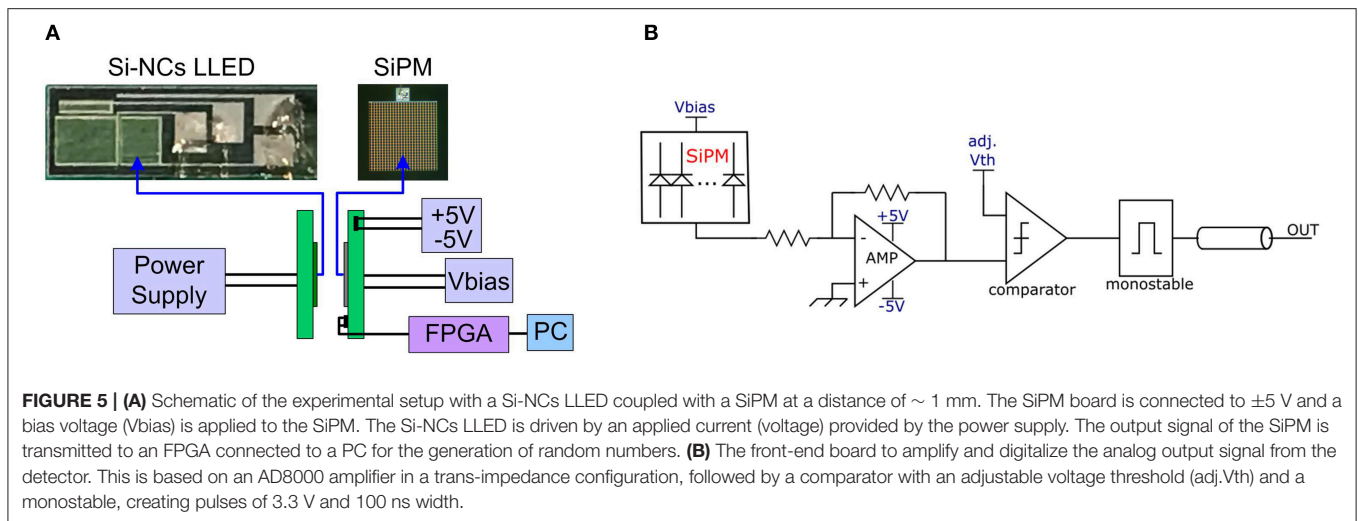 A
Si-NCs LLED
SiPM
+5V
-5V
Power
Supply
Vbias
FPGA
PC
B
Vbias
SiPM
...
adj.
Vth
+5V
-
AMP
+
-5V
comparator
monostable
OUT
FIGURE 5 | (A) Schematic of the experimental setup with a Si-NCs LLED coupled with a SiPM at a distance of ~ 1 mm. The SiPM board is connected to ±5 V and a
bias voltage (Vbias) is applied to the SiPM. The Si-NCs LLED is driven by an applied current (voltage) provided by the power supply. The output signal of the SiPM is
transmitted to an FPGA connected to a PC for the generation of random numbers. (B) The front-end board to amplify and digitalize the analog output signal from the
detector. This is based on an AD8000 amplifier in a trans-impedance configuration, followed by a comparator with an adjustable voltage threshold (adj.Vth) and a
monostable, creating pulses of 3.3 V and 100 ns width.